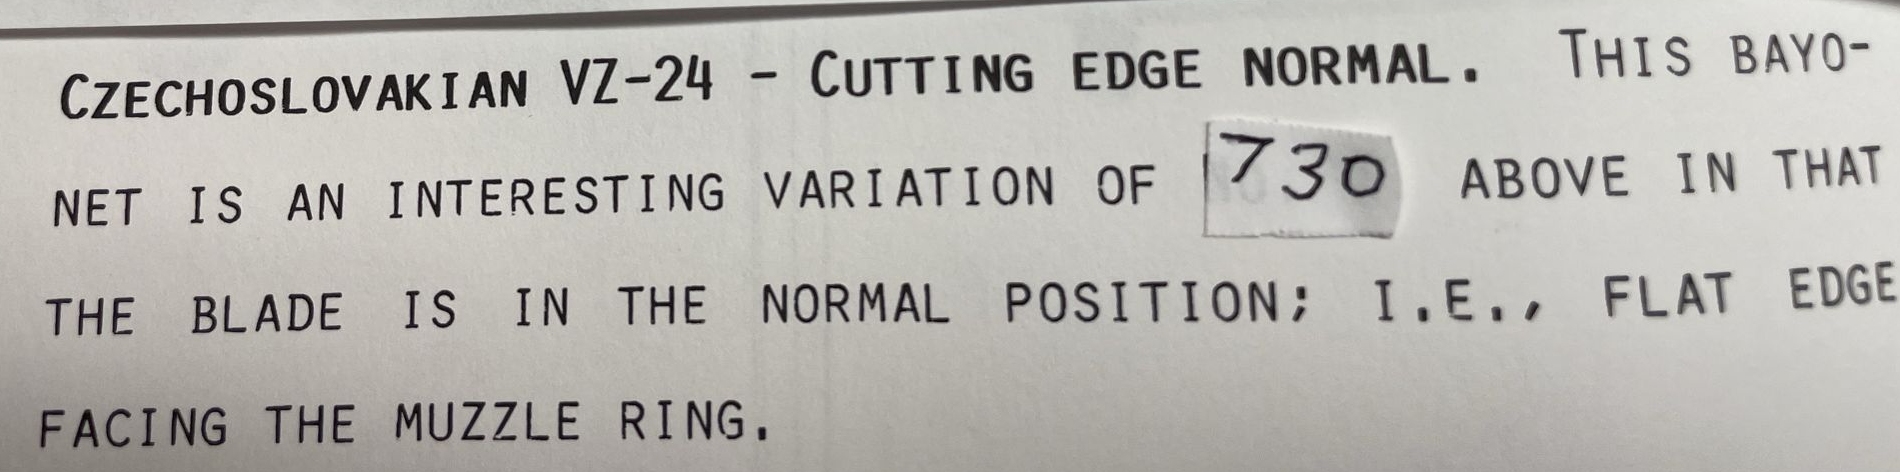 CZECHOSLOVAKIAN VZ-24 - CUTTING EDGE NORMAL. THIS BAYO-
NET IS AN INTERESTING VARIATION OF 730 ABOVE IN THAT
THE BLADE IS IN THE NORMAL POSITION; I.E., FLAT EDGE
FACING THE MUZZLE RING.